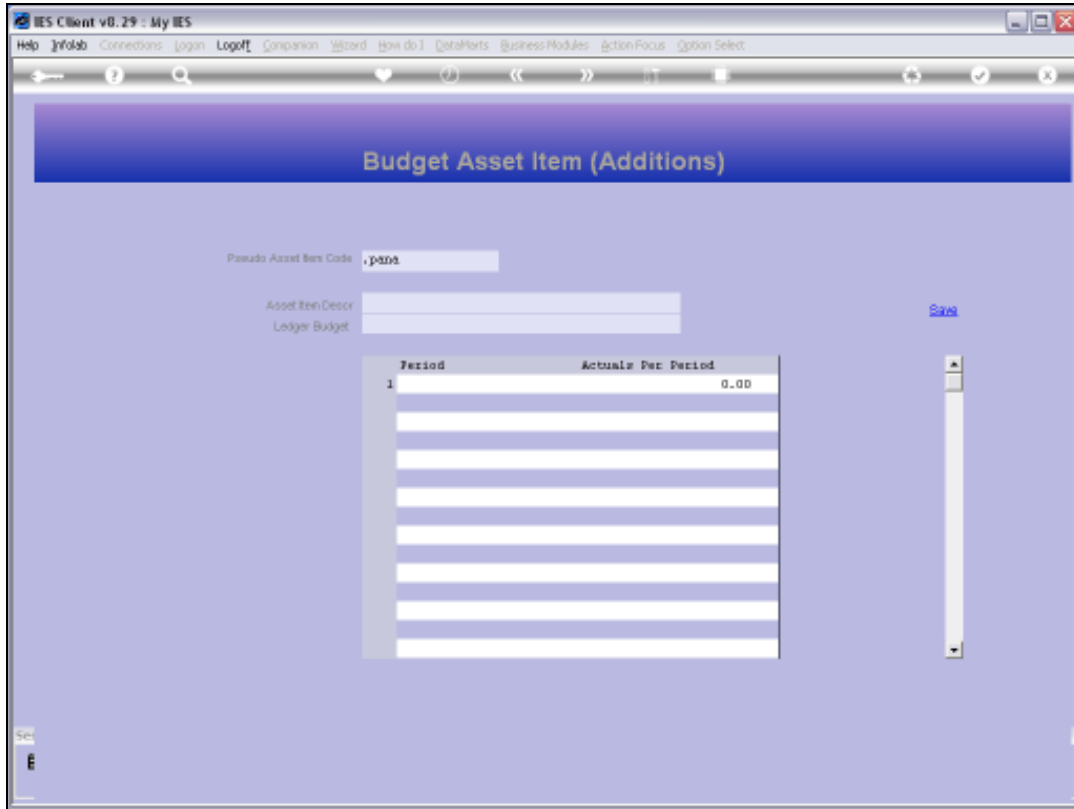 IES Client v8.29 : My IES
Help Infolab Connections Logon Logoff Companion Wizard How do I DataMarts Business Modules Action Focus Option Select
Budget Asset Item (Additions)
Pseudo Asset Item Code .pana
Asset Item Descr
Save
Ledger Budget
Period Actuals Per Period
1 0.00
Se